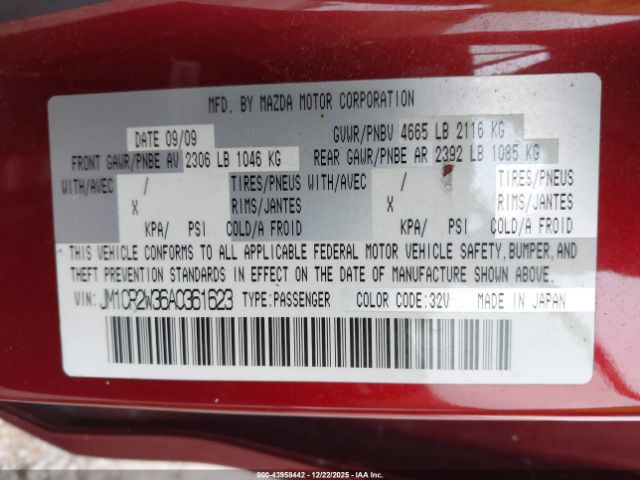 MFD. BY MAZDA MOTOR CORPORATION
DATE 09/09 GVWR/PNBV 4665 LB 2116 KG
FRONT GAWR/PNBE AV 2306 LB 1046 KG REAR GAWR/PNBE AR 2392 LB 1085 KG
WITH/AVEC / TIRES/PNEUS WITH/AVEC / TIRES/PNEUS
X RIMS/JANTES X RIMS/JANTES
KPA/ PSI COLD/A FROID KPA/ PSI COLD/A FROID
THIS VEHICLE CONFORMS TO ALL APPLICABLE FEDERAL MOTOR VEHICLE SAFETY, BUMPER, AND
THEFT PREVENTION STANDARDS IN EFFECT ON THE DATE OF MANUFACTURE SHOWN ABOVE.
VIN: JM1CR2W36A0361623 TYPE:PASSENGER COLOR CODE:32V MADE IN JAPAN
000-43958442 - 12/22/2025 - IAAI.com